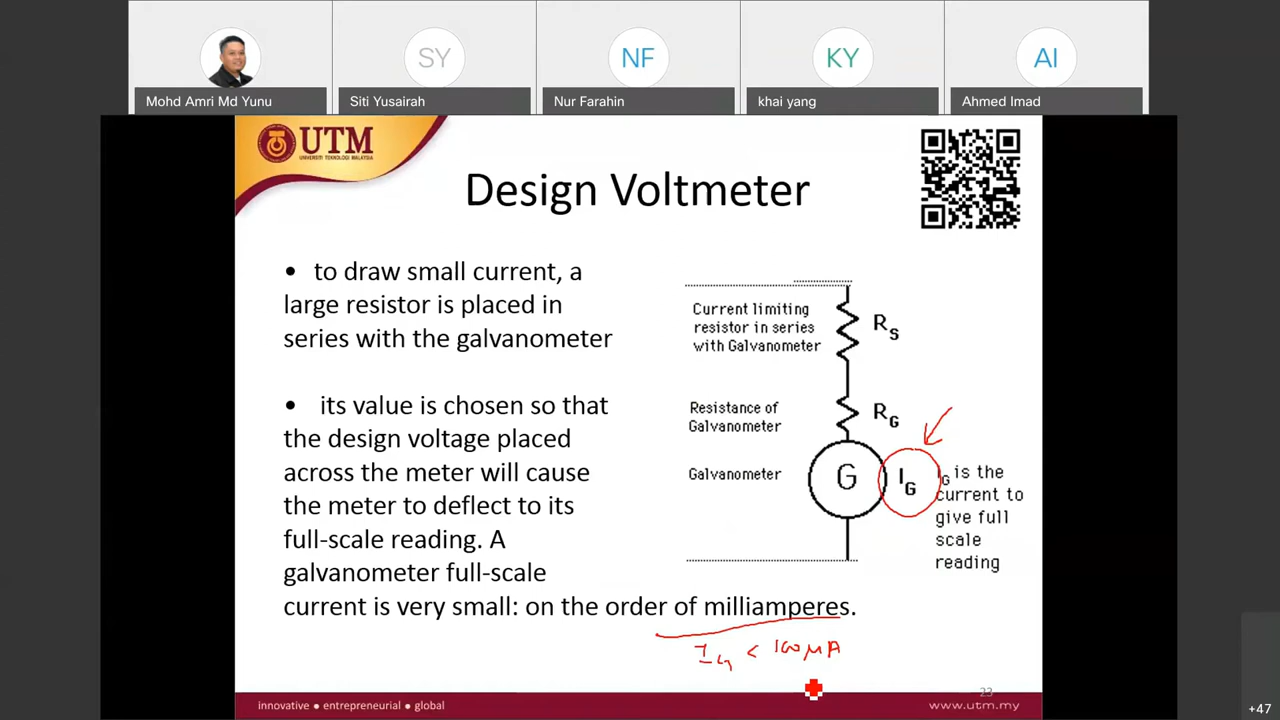 SY
NF
KY
AI
Mohd Amri Md Yunu
Siti Yusairah
Nur Farahin
khai yang
Ahmed Imad
UTM
UNIVERSITI TEKNOLOGI MALAYSIA
Design Voltmeter
• to draw small current, a
large resistor is placed in
series with the galvanometer
• its value is chosen so that
the design voltage placed
across the meter will cause
the meter to deflect to its
full-scale reading. A
galvanometer full-scale
current is very small: on the order of milliamperes.
Current limiting
resistor in series
with Galvanometer
RS
Resistance of
Galvanometer
RG
Galvanometer
G
IG
IG is the
current to
give full
scale
reading
IG < 100 μA
23
innovative ● entrepreneurial ● global
www.utm.my
+47